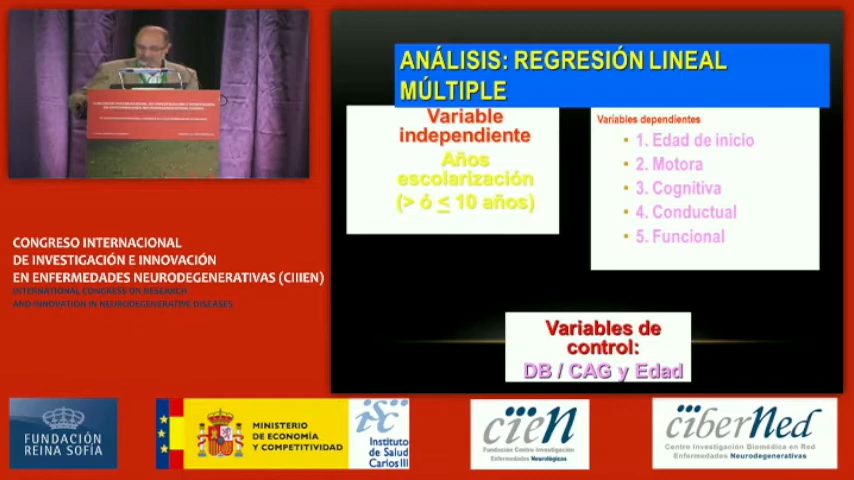 ANÁLISIS: REGRESIÓN LINEAL
MÚLTIPLE
Variable
independiente
Años
escolarización
(> ó < 10 años)
Variables dependientes
• 1. Edad de inicio
• 2. Motora
• 3. Cognitiva
• 4. Conductual
• 5. Funcional
Variables de
control:
DB / CAG y Edad
CONGRESO INTERNACIONAL
DE INVESTIGACIÓN E INNOVACIÓN
EN ENFERMEDADES NEURODEGENERATIVAS (CIIIEN)
INTERNATIONAL CONGRESS ON RESEARCH
AND INNOVATION IN NEURODEGENERATIVE DISEASES
FUNDACIÓN
REINA SOFÍA
MINISTERIO
DE ECONOMÍA
Y COMPETITIVIDAD
isc
Instituto
de Salud
Carlos III
cien
Fundación Centro Investigación
Enfermedades Neurológicas
ciberned
Centro Investigación Biomédica en Red
Enfermedades Neurodegenerativas